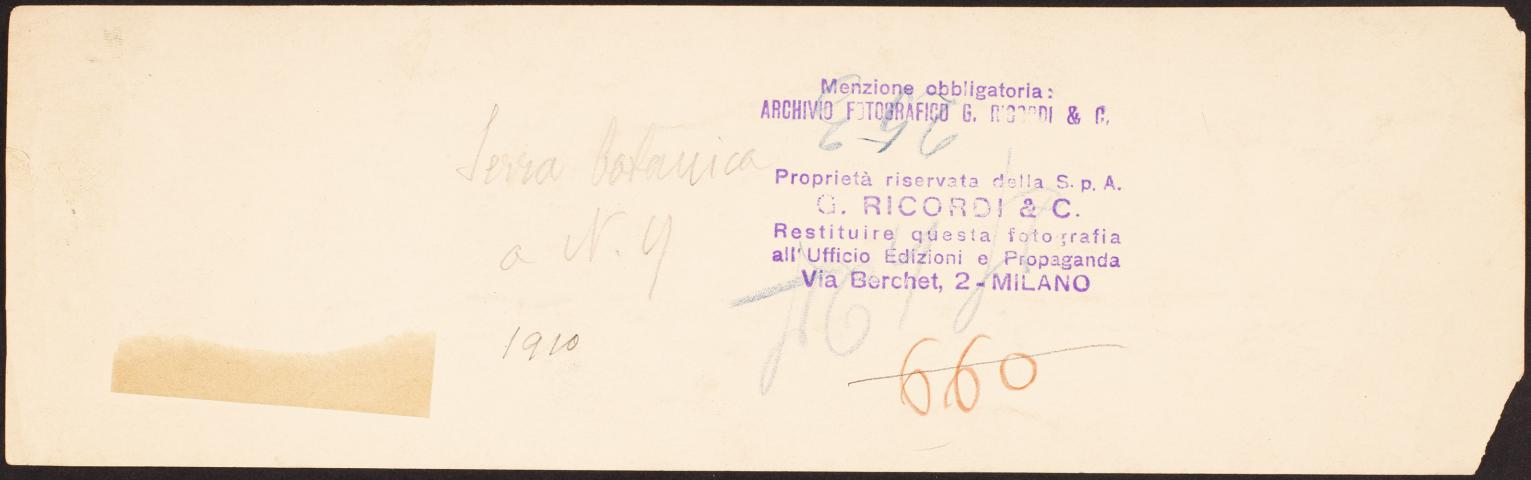 Menzione obbligatoria:
ARCHIVIO FOTOGRAFICO G. RICORDI & C.
Serra botanica
a N. Y
1910
Proprietà riservata della S. p. A.
G. RICORDI & C.
Restituire questa fotografia
all'Ufficio Edizioni e Propaganda
Via Berchet, 2 - MILANO
660